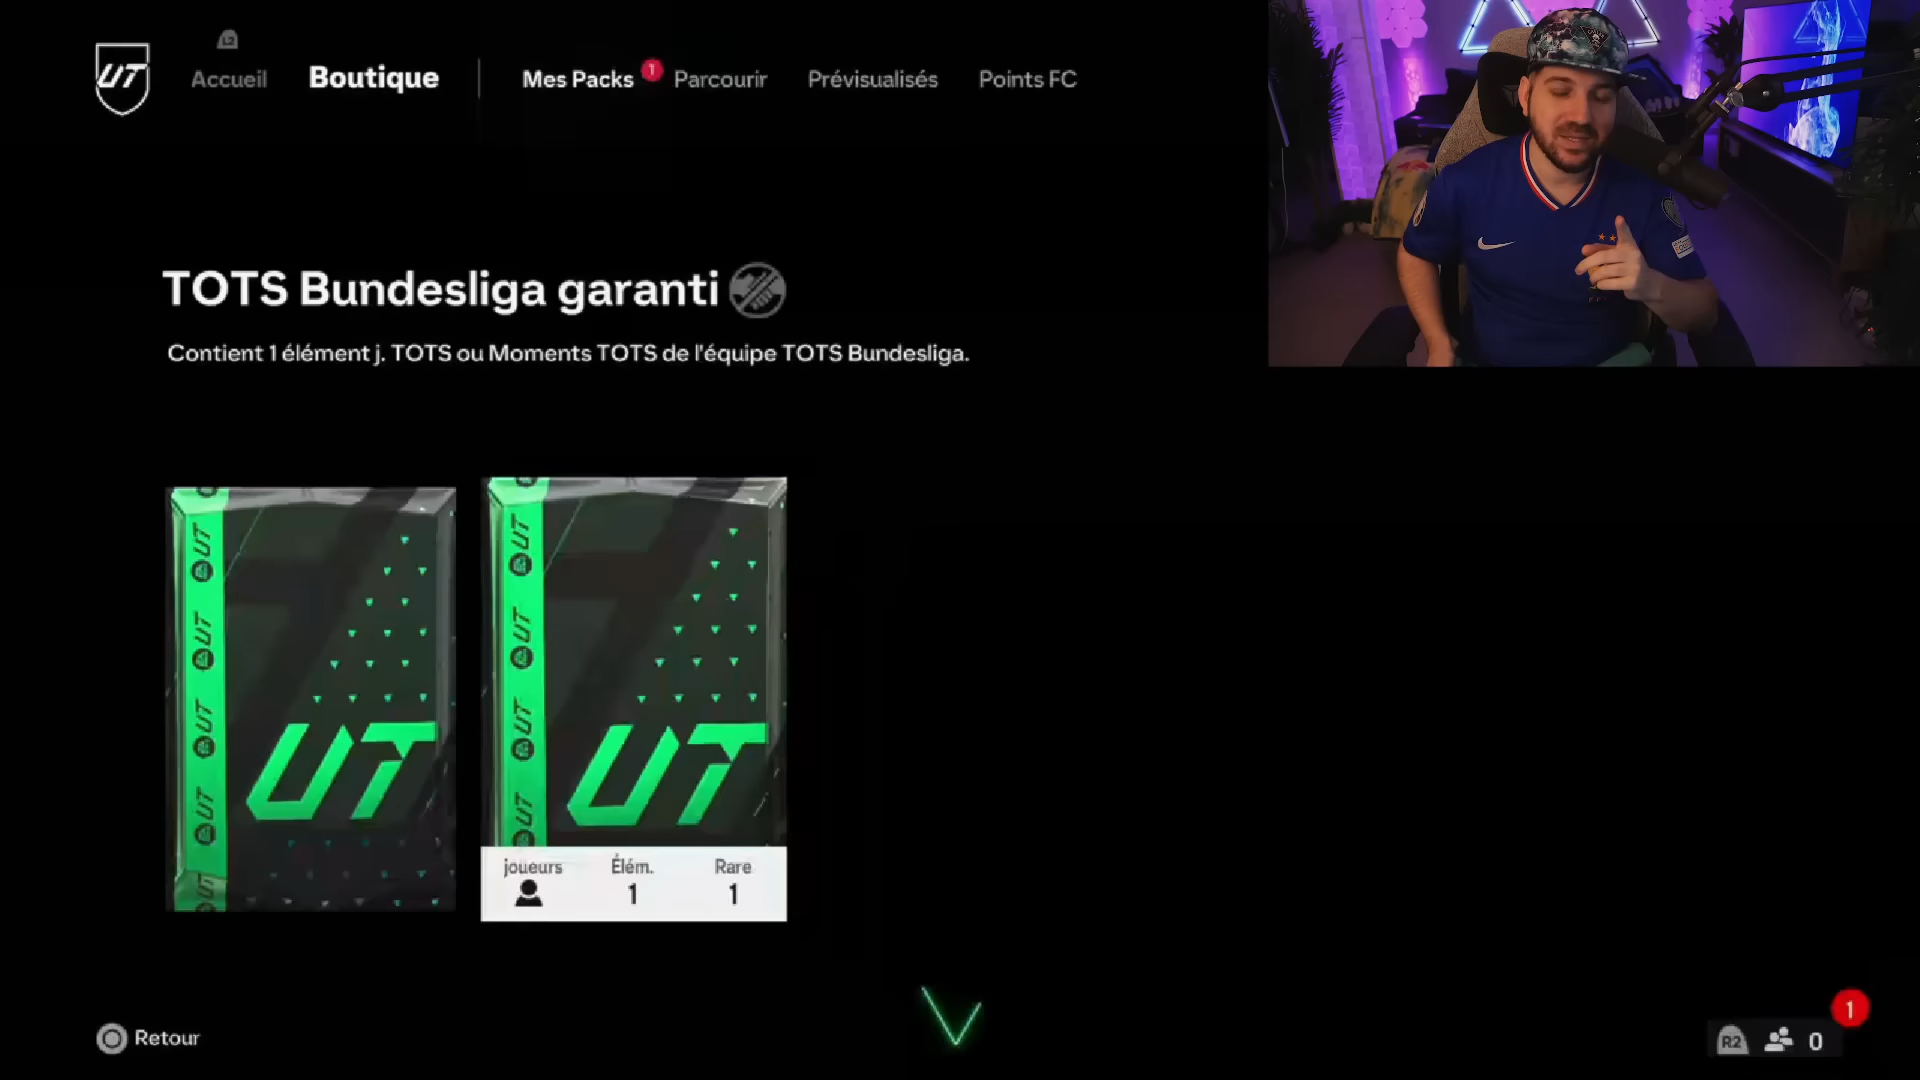 L2
UT
Accueil
Boutique
Mes Packs
1
Parcourir
Prévisualisés
Points FC
TOTS Bundesliga garanti
Contient 1 élément j. TOTS ou Moments TOTS de l'équipe TOTS Bundesliga.
UT
UT
UT
UT
UT
UT
UT
UT
UT
UT
UT
joueurs
Élém.
Rare
1
1
Retour
1
R2
0